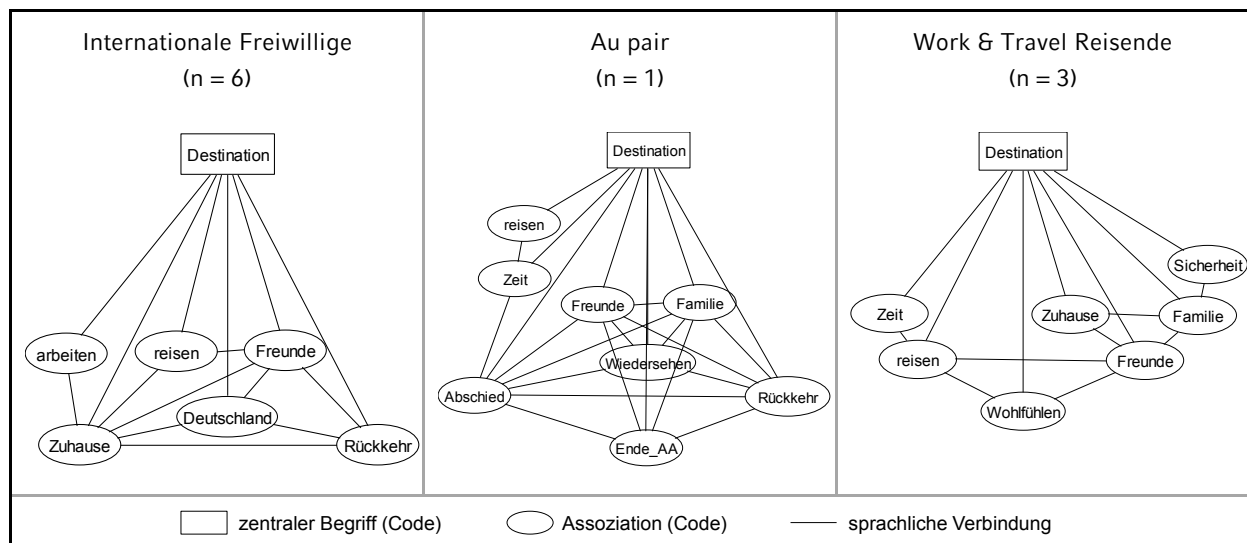 Internationale Freiwillige
(n = 6)
Destination
arbeiten
reisen
Freunde
Deutschland
Zuhause
Rückkehr
Au pair
(n = 1)
Destination
reisen
Zeit
Freunde
Familie
Wiedersehen
Abschied
Rückkehr
Ende_AA
Work & Travel Reisende
(n = 3)
Destination
Sicherheit
Zeit
Zuhause
Familie
reisen
Freunde
Wohlfühlen
zentraler Begriff (Code)
Assoziation (Code)
sprachliche Verbindung